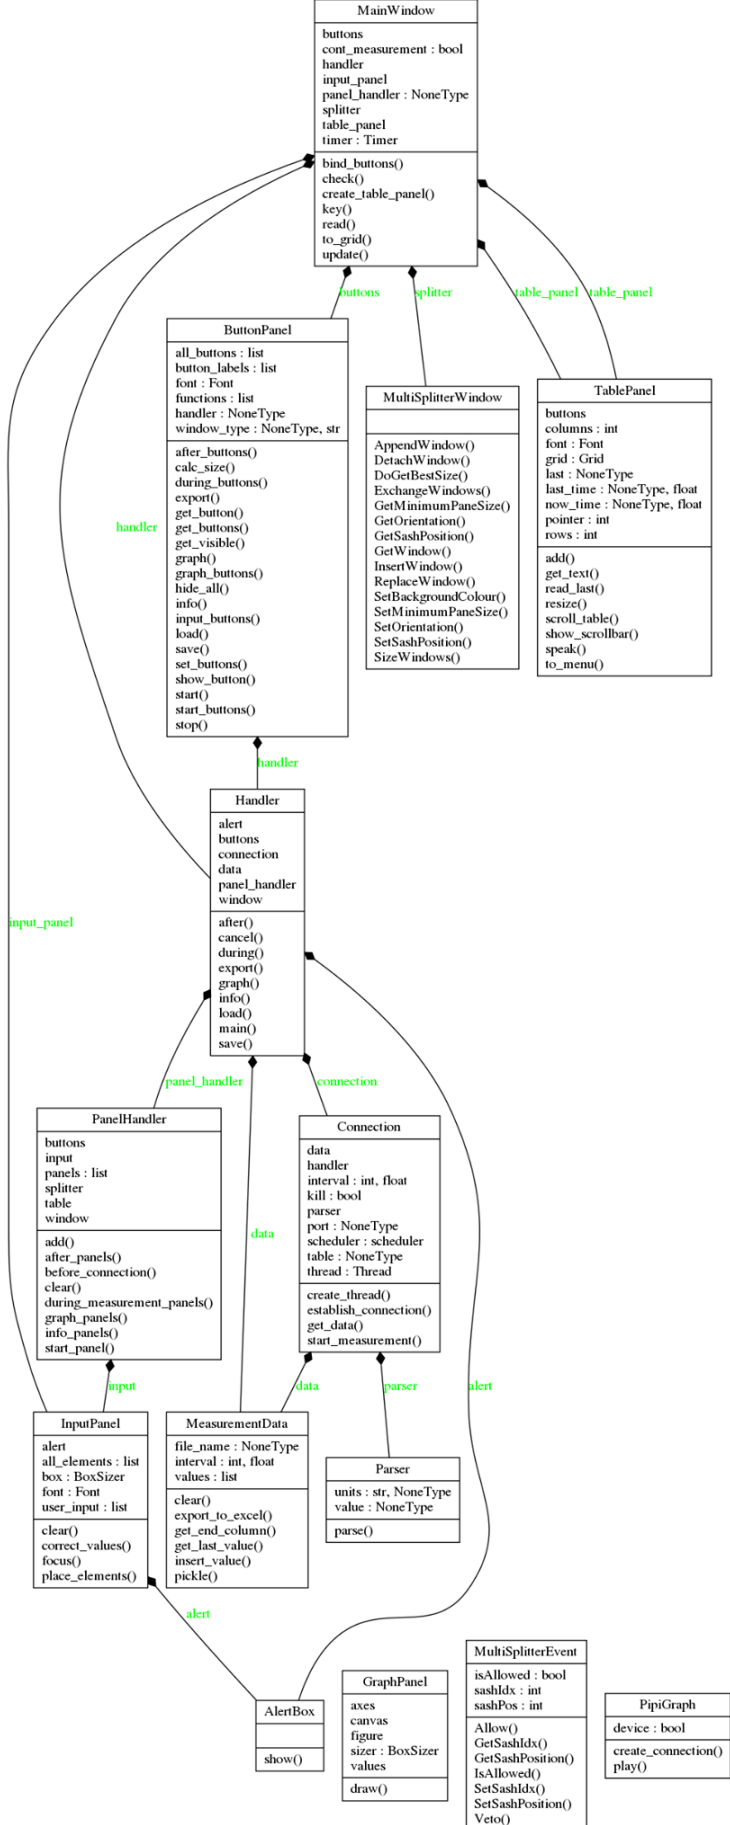 MainWindow
buttons
cont_measurement : bool
handler
input_panel
panel_handler : NoneType
splitter
table_panel
timer : Timer
bind_buttons()
check()
create_table_panel()
key()
read()
to_grid()
update()
buttons
splitter
table_panel
table_panel
ButtonPanel
all_buttons : list
button_labels : list
font : Font
functions : list
handler : NoneType
window_type : NoneType, str
after_buttons()
calc_size()
during_buttons()
export()
get_button()
get_buttons()
get_visible()
graph()
graph_buttons()
hide_all()
info()
input_buttons()
load()
save()
set_buttons()
show_button()
start()
start_buttons()
stop()
MultiSplitterWindow
AppendWindow()
DetachWindow()
DoGetBestSize()
ExchangeWindows()
GetMinimumPaneSize()
GetOrientation()
GetSashPosition()
GetWindow()
InsertWindow()
ReplaceWindow()
SetBackgroundColour()
SetMinimumPaneSize()
SetOrientation()
SetSashPosition()
SizeWindows()
TablePanel
buttons
columns : int
font : Font
grid : Grid
last : NoneType
last_time : NoneType, float
now_time : NoneType, float
pointer : int
rows : int
add()
get_text()
read_last()
resize()
scroll_table()
show_scrollbar()
speak()
to_menu()
handler
handler
Handler
alert
buttons
connection
data
panel_handler
window
after()
cancel()
during()
export()
graph()
info()
load()
main()
save()
input_panel
panel_handler
connection
PanelHandler
buttons
input
panels : list
splitter
table
window
add()
after_panels()
before_connection()
clear()
during_measurement_panels()
graph_panels()
info_panels()
start_panel()
data
Connection
data
handler
interval : int, float
kill : bool
parser
port : NoneType
scheduler : scheduler
table : NoneType
thread : Thread
create_thread()
establish_connection()
get_data()
start_measurement()
input
data
parser
alert
InputPanel
alert
all_elements : list
box : BoxSizer
font : Font
user_input : list
clear()
correct_values()
focus()
place_elements()
MeasurementData
file_name : NoneType
interval : int, float
values : list
clear()
export_to_excel()
get_end_column()
get_last_value()
insert_value()
pickle()
Parser
units : str, NoneType
value : NoneType
parse()
alert
AlertBox
show()
GraphPanel
axes
canvas
figure
sizer : BoxSizer
values
draw()
MultiSplitterEvent
isAllowed : bool
sashIdx : int
sashPos : int
Allow()
GetSashIdx()
GetSashPosition()
IsAllowed()
SetSashIdx()
SetSashPosition()
Veto()
PipiGraph
device : bool
create_connection()
play()